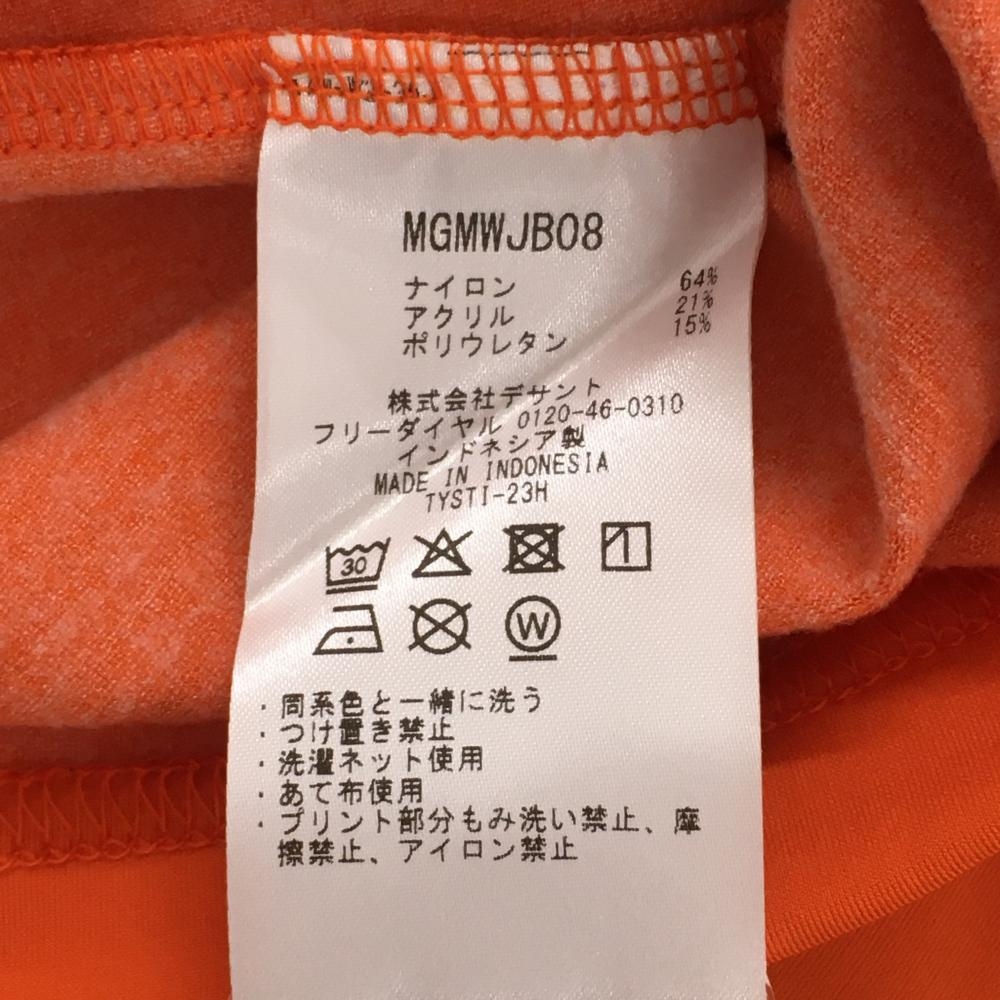 MGMWJB08
ナイロン 64%
アクリル 21%
ポリウレタン 15%
株式会社デサント
フリーダイヤル 0120-46-0310
インドネシア製
MADE IN INDONESIA
TYSTI-23H
30
W
・同系色と一緒に洗う
・つけ置き禁止
・洗濯ネット使用
・あて布使用
・プリント部分もみ洗い禁止、摩
擦禁止、アイロン禁止